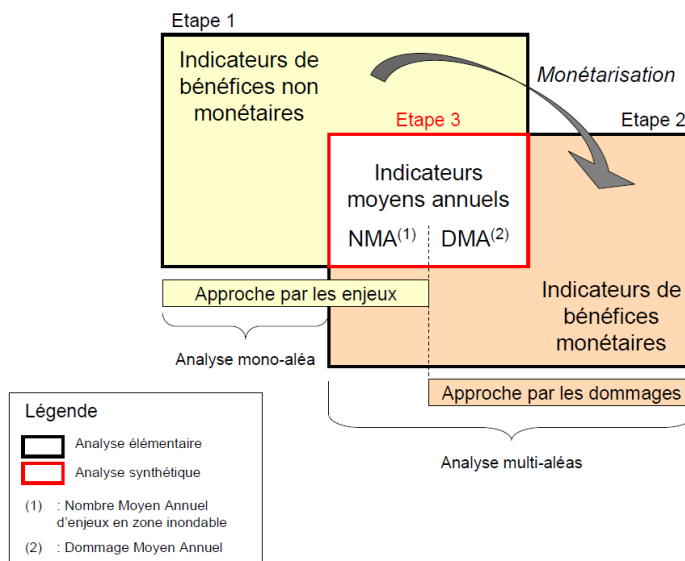 Etape 1
Indicateurs de
bénéfices non
monétaires
Monétarisation
Etape 3
Etape 2
Indicateurs
moyens annuels
NMA(1) DMA(2)
Approche par les enjeux
Indicateurs de
bénéfices
monétaires
Analyse mono-aléa
Approche par les dommages
Analyse multi-aléas
Légende
Analyse élémentaire
Analyse synthétique
(1) : Nombre Moyen Annuel
d'enjeux en zone inondable
(2) : Dommage Moyen Annuel